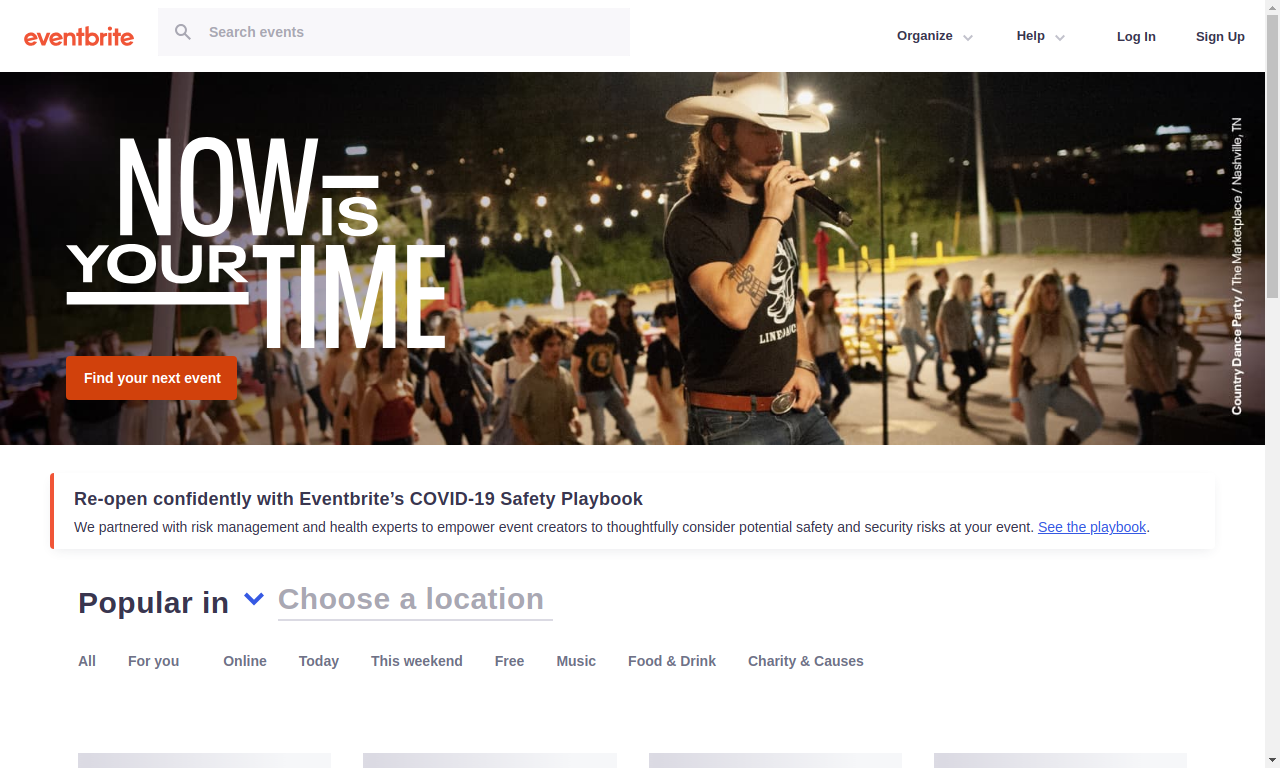 eventbrite
Search events
Organize
Help
Log In
Sign Up
NOW IS
YOUR TIME
LINEDANC
Find your next event
Country Dance Party / The Marketplace / Nashville, TN
Re-open confidently with Eventbrite’s COVID-19 Safety Playbook
We partnered with risk management and health experts to empower event creators to thoughtfully consider potential safety and security risks at your event. See the playbook.
Popular in Choose a location
All
For you
Online
Today
This weekend
Free
Music
Food & Drink
Charity & Causes